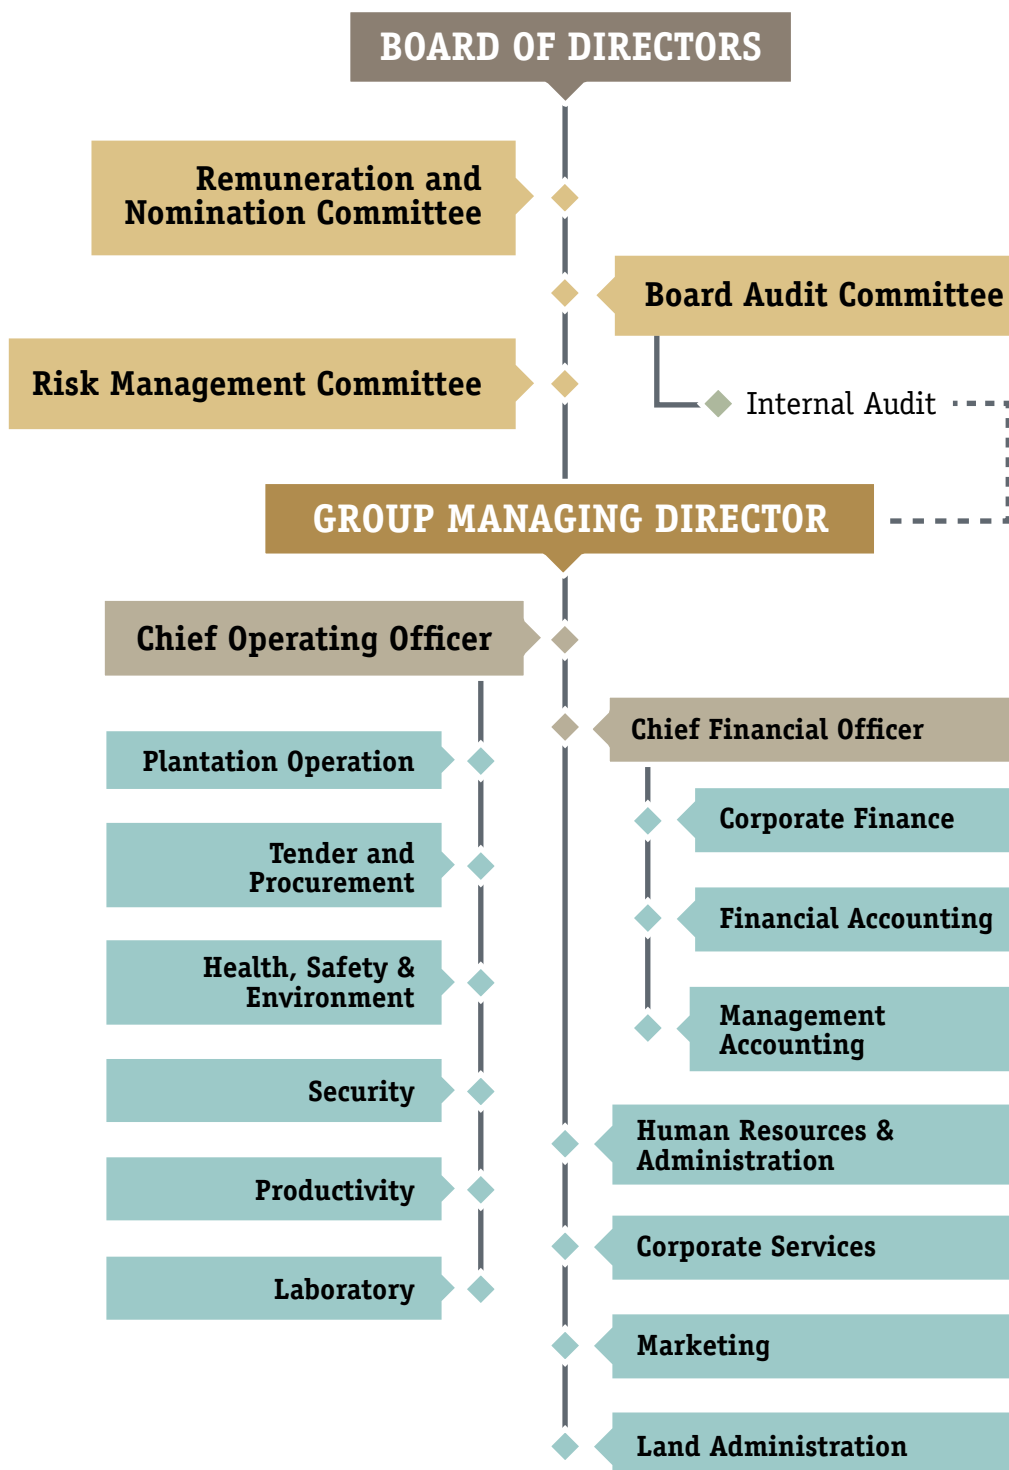 BOARD OF DIRECTORS
Remuneration and
Nomination Committee
Board Audit Committee
Risk Management Committee
Internal Audit
GROUP MANAGING DIRECTOR
Chief Operating Officer
Chief Financial Officer
Plantation Operation
Corporate Finance
Tender and
Procurement
Financial Accounting
Health, Safety &
Environment
Management
Accounting
Security
Human Resources &
Administration
Productivity
Corporate Services
Laboratory
Marketing
Land Administration